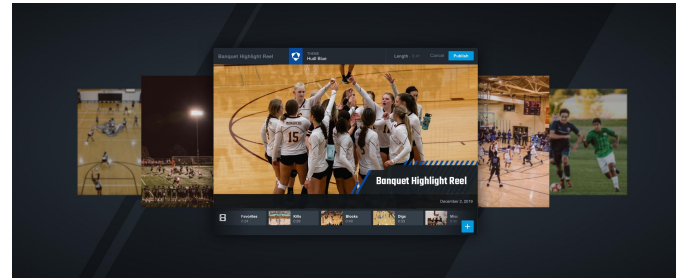 Banquet Highlight Reel
THEME
Hudl Blue
Length
Cancel
Publish
15
Banquet Highlight Reel
December 3, 2019
Favorites
Kills
Blocks
Digs